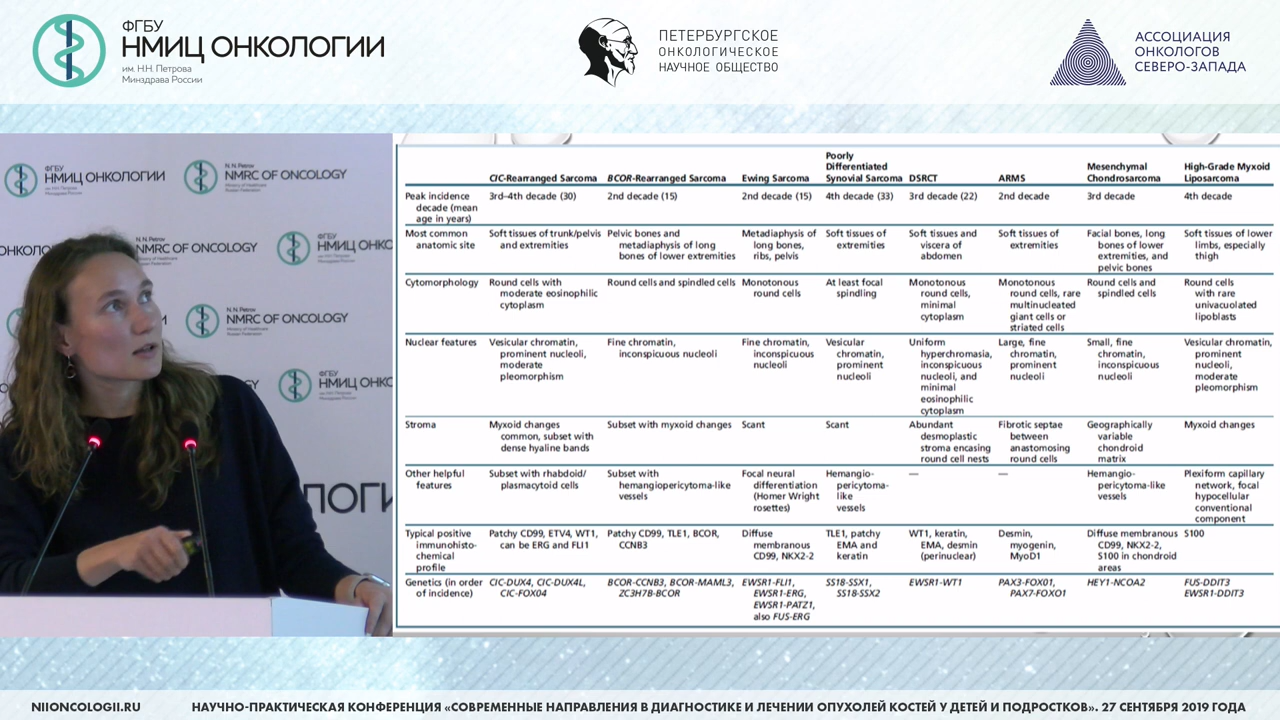 ФГБУ
НМИЦ ОНКОЛОГИИ
им. Н.Н. Петрова
Минздрава России
ПЕТЕРБУРГСКОЕ
ОНКОЛОГИЧЕСКОЕ
НАУЧНОЕ ОБЩЕСТВО
АССОЦИАЦИЯ
ОНКОЛОГОВ
СЕВЕРО-ЗАПАДА
ФГБУ
НМИЦ ОНКОЛОГИИ
N.N. Petrov
NMRC OF ONCOLOGY
NMRC OF ONCOLOGY
ФГБУ
НМИЦ ОНКО
NMRC OF ONCOLOGY
ФГБУ
НМИЦ ОНКО
ЛОГИ
CIC-Rearranged Sarcoma
BCOR-Rearranged Sarcoma
Ewing Sarcoma
Poorly
Differentiated
Synovial Sarcoma
DSRCT
ARMS
Mesenchymal
Chondrosarcoma
High-Grade Myxoid
Liposarcoma
Peak incidence
decade (mean
age in years)
3rd–4th decade (30)
2nd decade (15)
2nd decade (15)
4th decade (33)
3rd decade (22)
2nd decade
3rd decade
4th decade
Most common
anatomic site
Soft tissues of trunk/pelvis
and extremities
Pelvic bones and
metadiaphysis of long
bones of lower extremities
Metadiaphysis of
long bones,
ribs, pelvis
Soft tissues of
extremities
Soft tissues and
viscera of
abdomen
Soft tissues of
extremities
Facial bones, long
bones of lower
extremities, and
pelvic bones
Soft tissues of lower
limbs, especially
thigh
Cytomorphology
Round cells with
moderate eosinophilic
cytoplasm
Round cells and spindled cells
Monotonous
round cells
At least focal
spindling
Monotonous
round cells,
minimal
cytoplasm
Monotonous
round cells, rare
multinucleated
giant cells or
striated cells
Round cells and
spindled cells
Round cells
with rare
univacuolated
lipoblasts
Nuclear features
Vesicular chromatin,
prominent nucleoli,
moderate
pleomorphism
Fine chromatin,
inconspicuous nucleoli
Fine chromatin,
inconspicuous
nucleoli
Vesicular
chromatin,
prominent
nucleoli
Uniform
hyperchromasia,
inconspicuous
nucleoli, and
minimal
eosinophilic
cytoplasm
Large, fine
chromatin,
prominent
nucleoli
Small, fine
chromatin,
inconspicuous
nucleoli
Vesicular chromatin,
prominent
nucleoli,
moderate
pleomorphism
Stroma
Myxoid changes
common, subset with
dense hyaline bands
Subset with myxoid changes
Scant
Scant
Abundant
desmoplastic
stroma encasing
round cell nests
Fibrotic septae
between
anastomosing
round cells
Geographically
variable
chondroid
matrix
Myxoid changes
Other helpful
features
Subset with rhabdoid/
plasmacytoid cells
Subset with
hemangiopericytoma-like
vessels
Focal neural
differentiation
(Homer Wright
rosettes)
Hemangio-
pericytoma-
like
vessels
—
—
Hemangio-
pericytoma-like
vessels
Plexiform capillary
network, focal
hypocellular
conventional
component
Typical positive
immunohisto-
chemical
profile
Patchy CD99, ETV4, WT1,
can be ERG and FLI1
Patchy CD99, TLE1, BCOR,
CCNB3
Diffuse
membranous
CD99, NKX2-2
TLE1, patchy
EMA and
keratin
WT1, keratin,
EMA, desmin
(perinuclear)
Desmin,
myogenin,
MyoD1
Diffuse membranous
CD99, NKX2-2,
S100 in chondroid
areas
S100
Genetics (in order
of incidence)
CIC-DUX4, CIC-DUX4L,
CIC-FOXO4
BCOR-CCNB3, BCOR-MAML3,
ZC3H7B-BCOR
EWSR1-FLI1,
EWSR1-ERG,
EWSR1-PATZ1,
also FUS-ERG
SS18-SSX1,
SS18-SSX2
EWSR1-WT1
PAX3-FOXO1,
PAX7-FOXO1
HEY1-NCOA2
FUS-DDIT3
EWSR1-DDIT3
NIIONCOLOGII.RU
НАУЧНО-ПРАКТИЧЕСКАЯ КОНФЕРЕНЦИЯ «СОВРЕМЕННЫЕ НАПРАВЛЕНИЯ В ДИАГНОСТИКЕ И ЛЕЧЕНИИ ОПУХОЛЕЙ КОСТЕЙ У ДЕТЕЙ И ПОДРОСТКОВ». 27 СЕНТЯБРЯ 2019 ГОДА